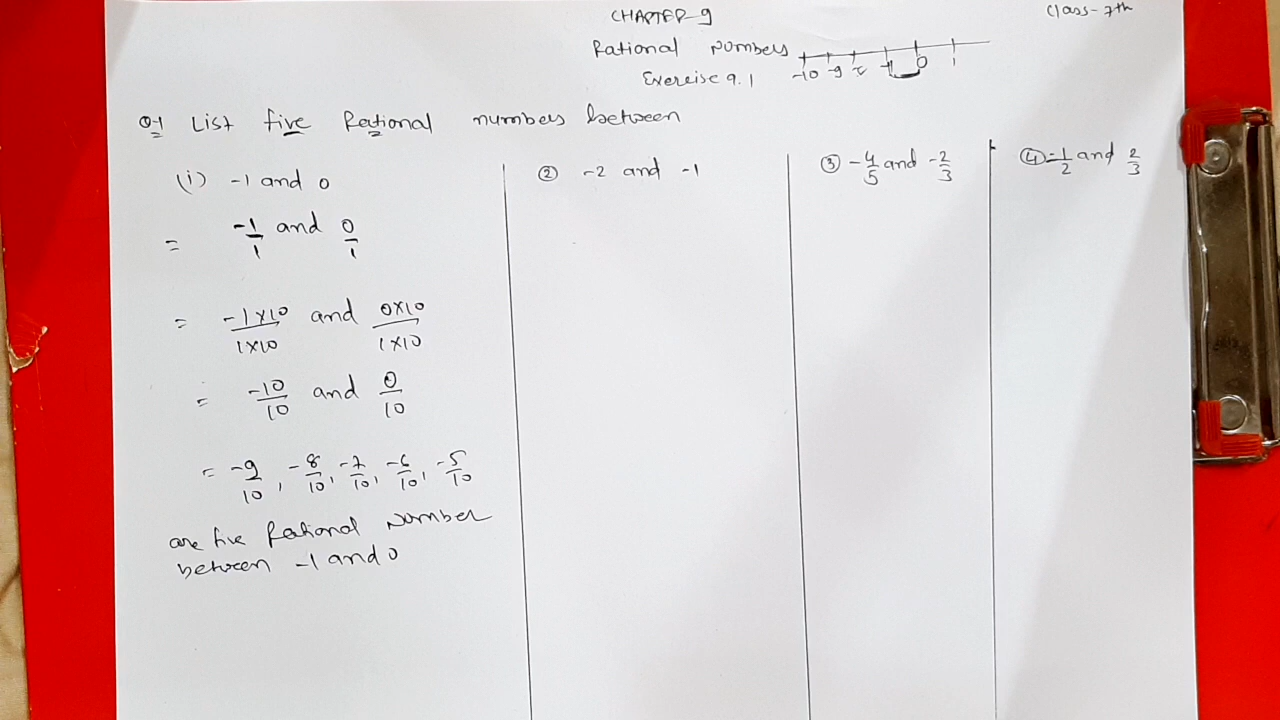 CHAPTER 9
Class-7th
Rational Numbers
Exercise 9.1
-10 -9 -1 0 1
Q-1 List five Rational numbers between
(i) -1 and 0
= -1/1 and 0/1
= -1×10/1×10 and 0×10/1×10
= -10/10 and 0/10
= -9/10, -8/10, -7/10, -6/10, -5/10
are five Rational Number
between -1 and 0
② -2 and -1
③ -4/5 and -2/3
④ -1/2 and 2/3